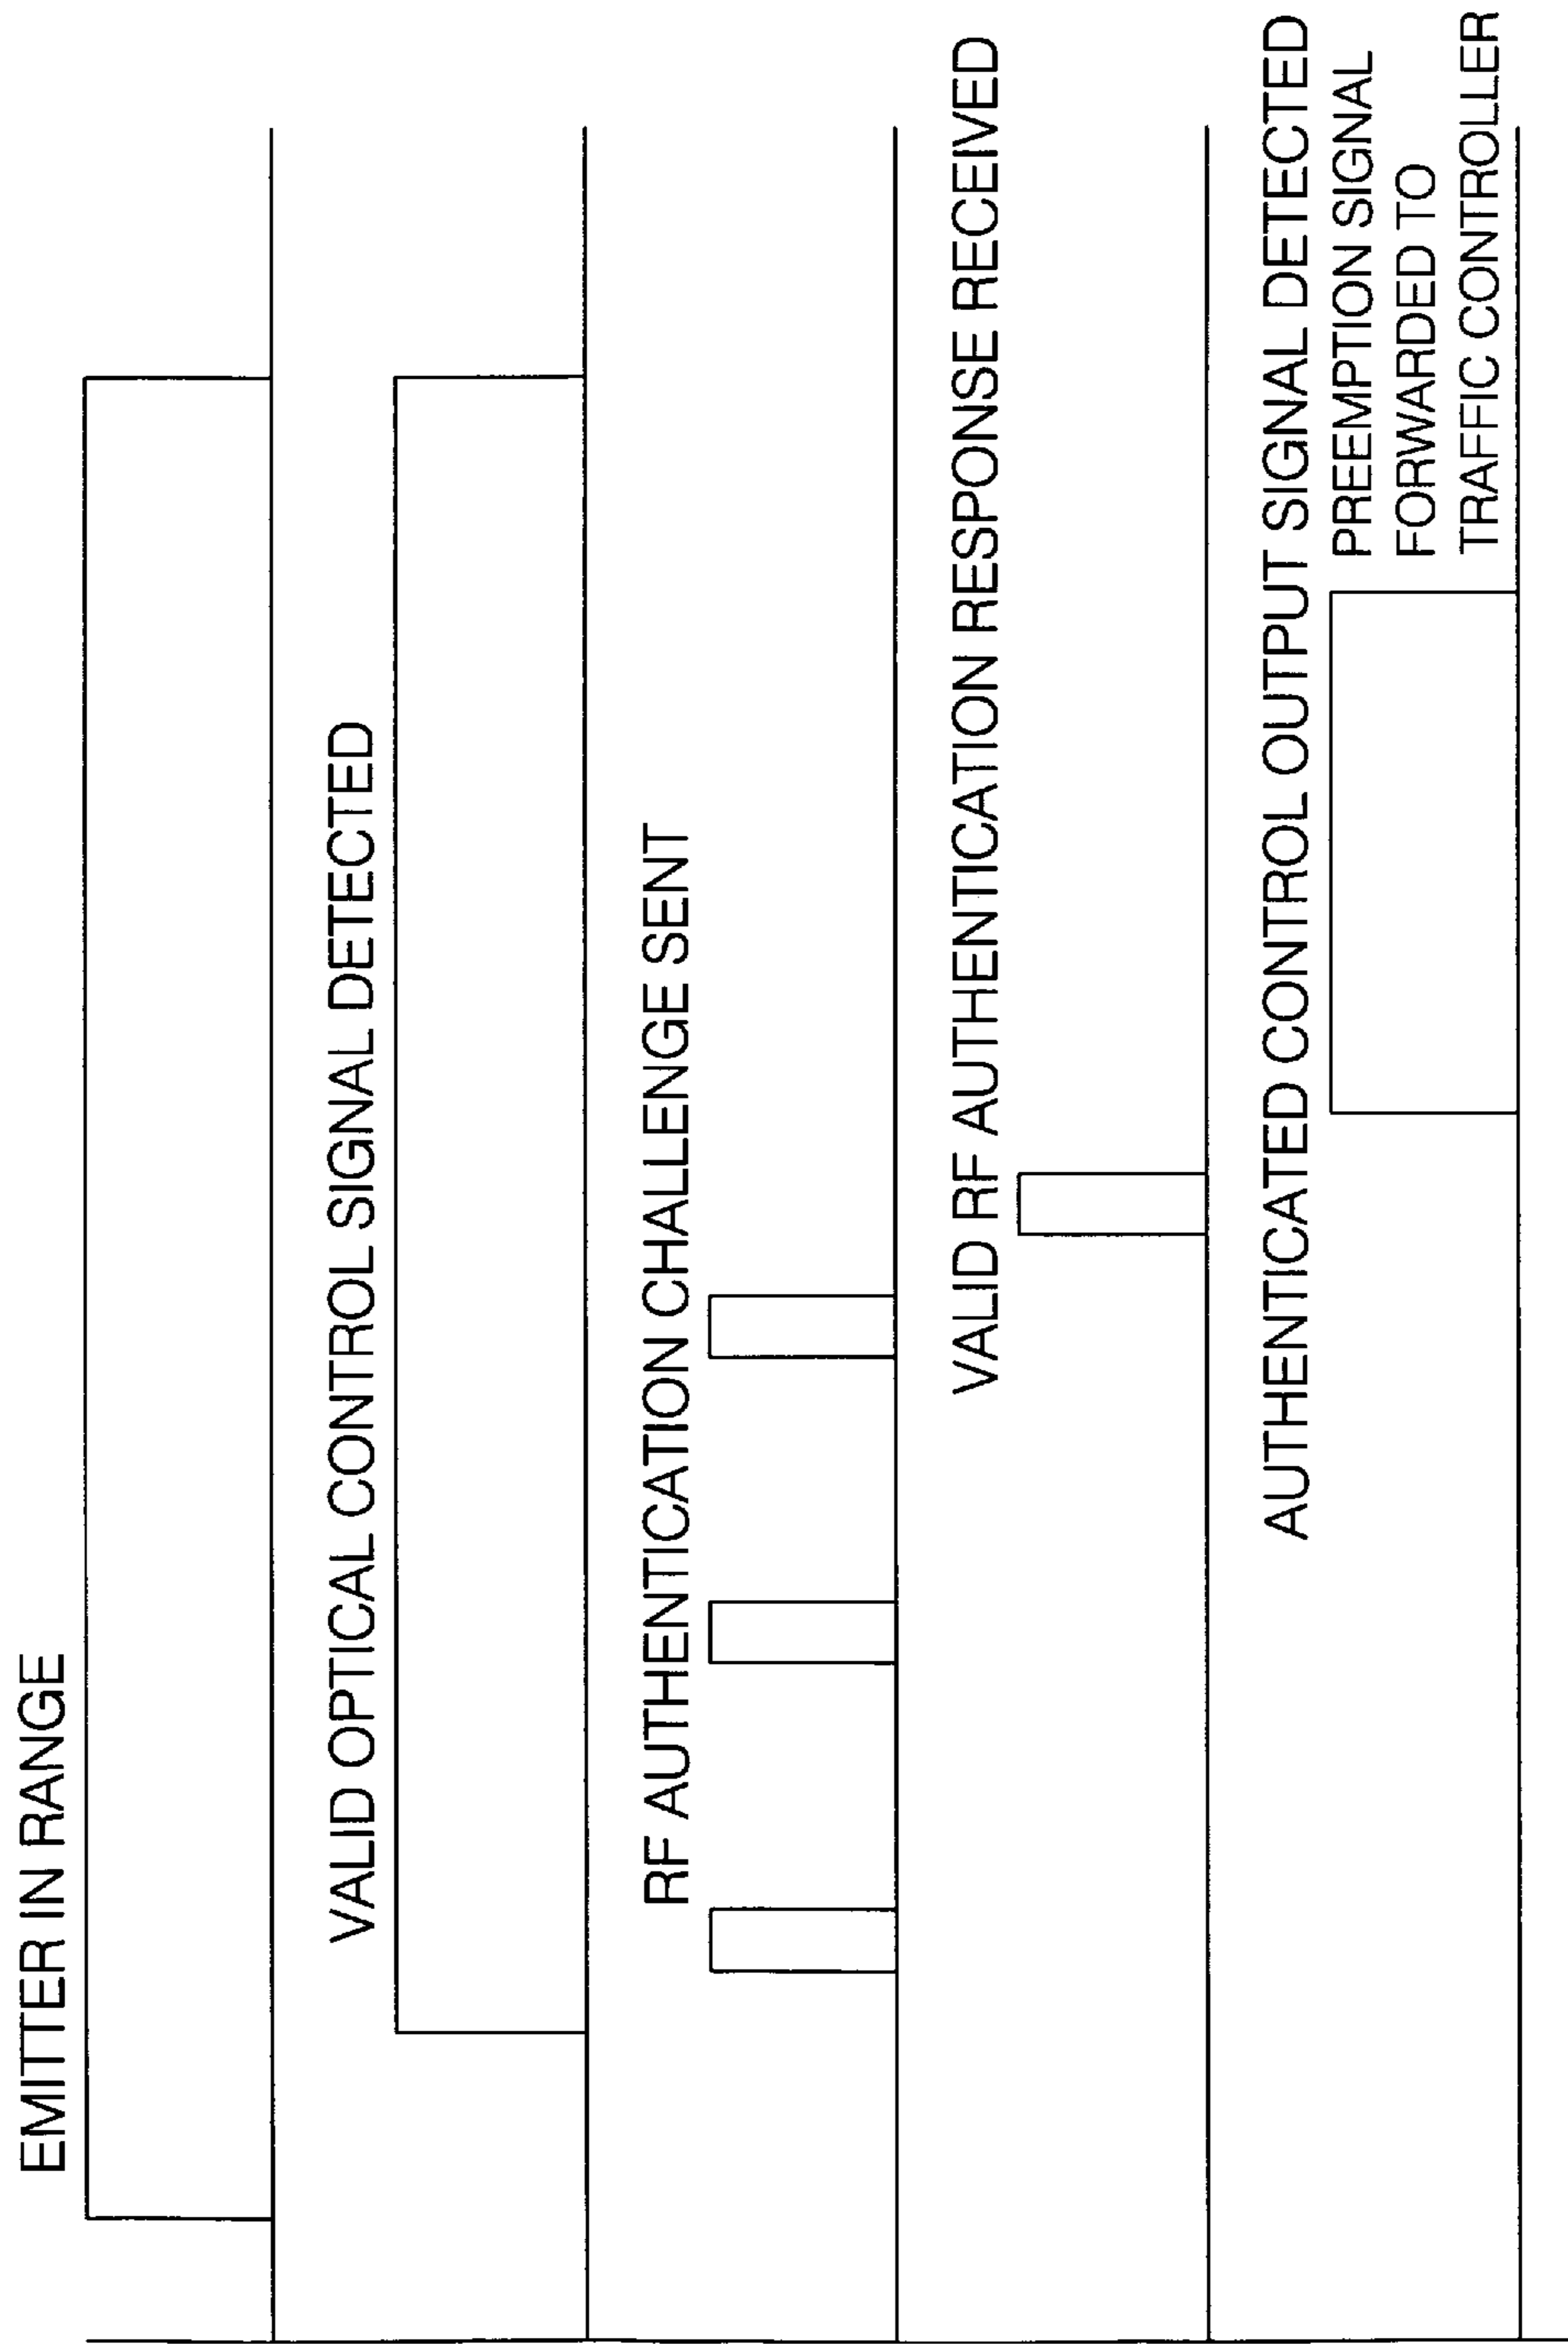 EMITTER IN RANGE
VALID OPTICAL CONTROL SIGNAL DETECTED
RF AUTHENTICATION CHALLENGE SENT
VALID RF AUTHENTICATION RESPONSE RECEIVED
AUTHENTICATED CONTROL OUTPUT SIGNAL DETECTED
PREEMPTION SIGNAL
FORWARDED TO
TRAFFIC CONTROLLER